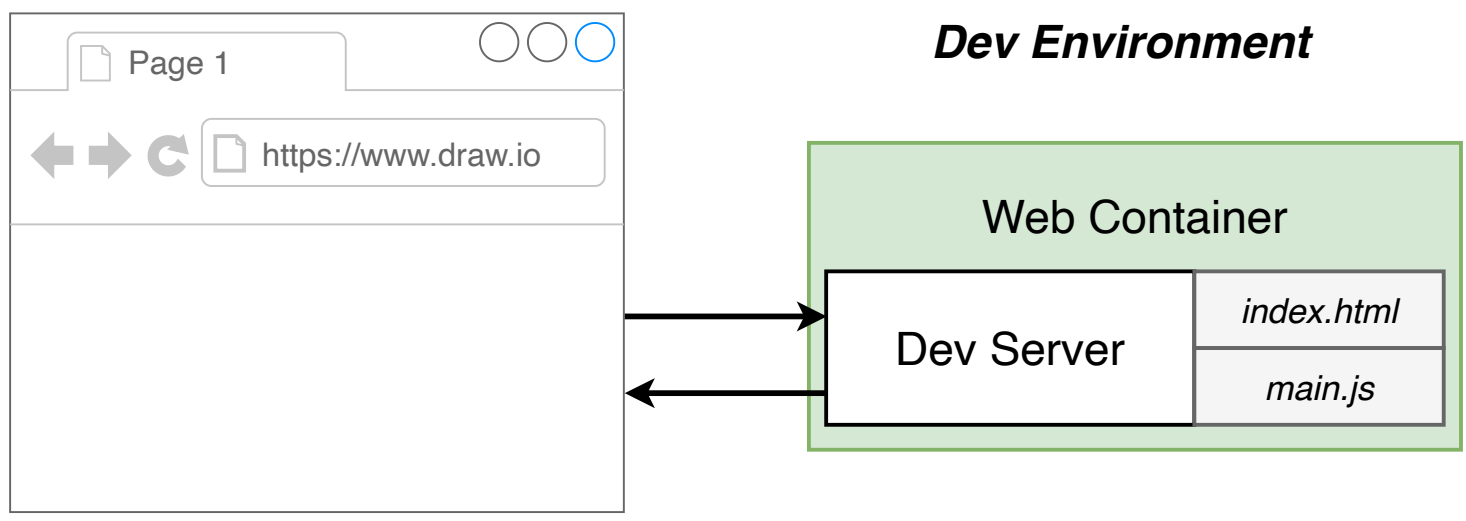 Page 1
https://www.draw.io
Dev Environment
Web Container
Dev Server
index.html
main.js